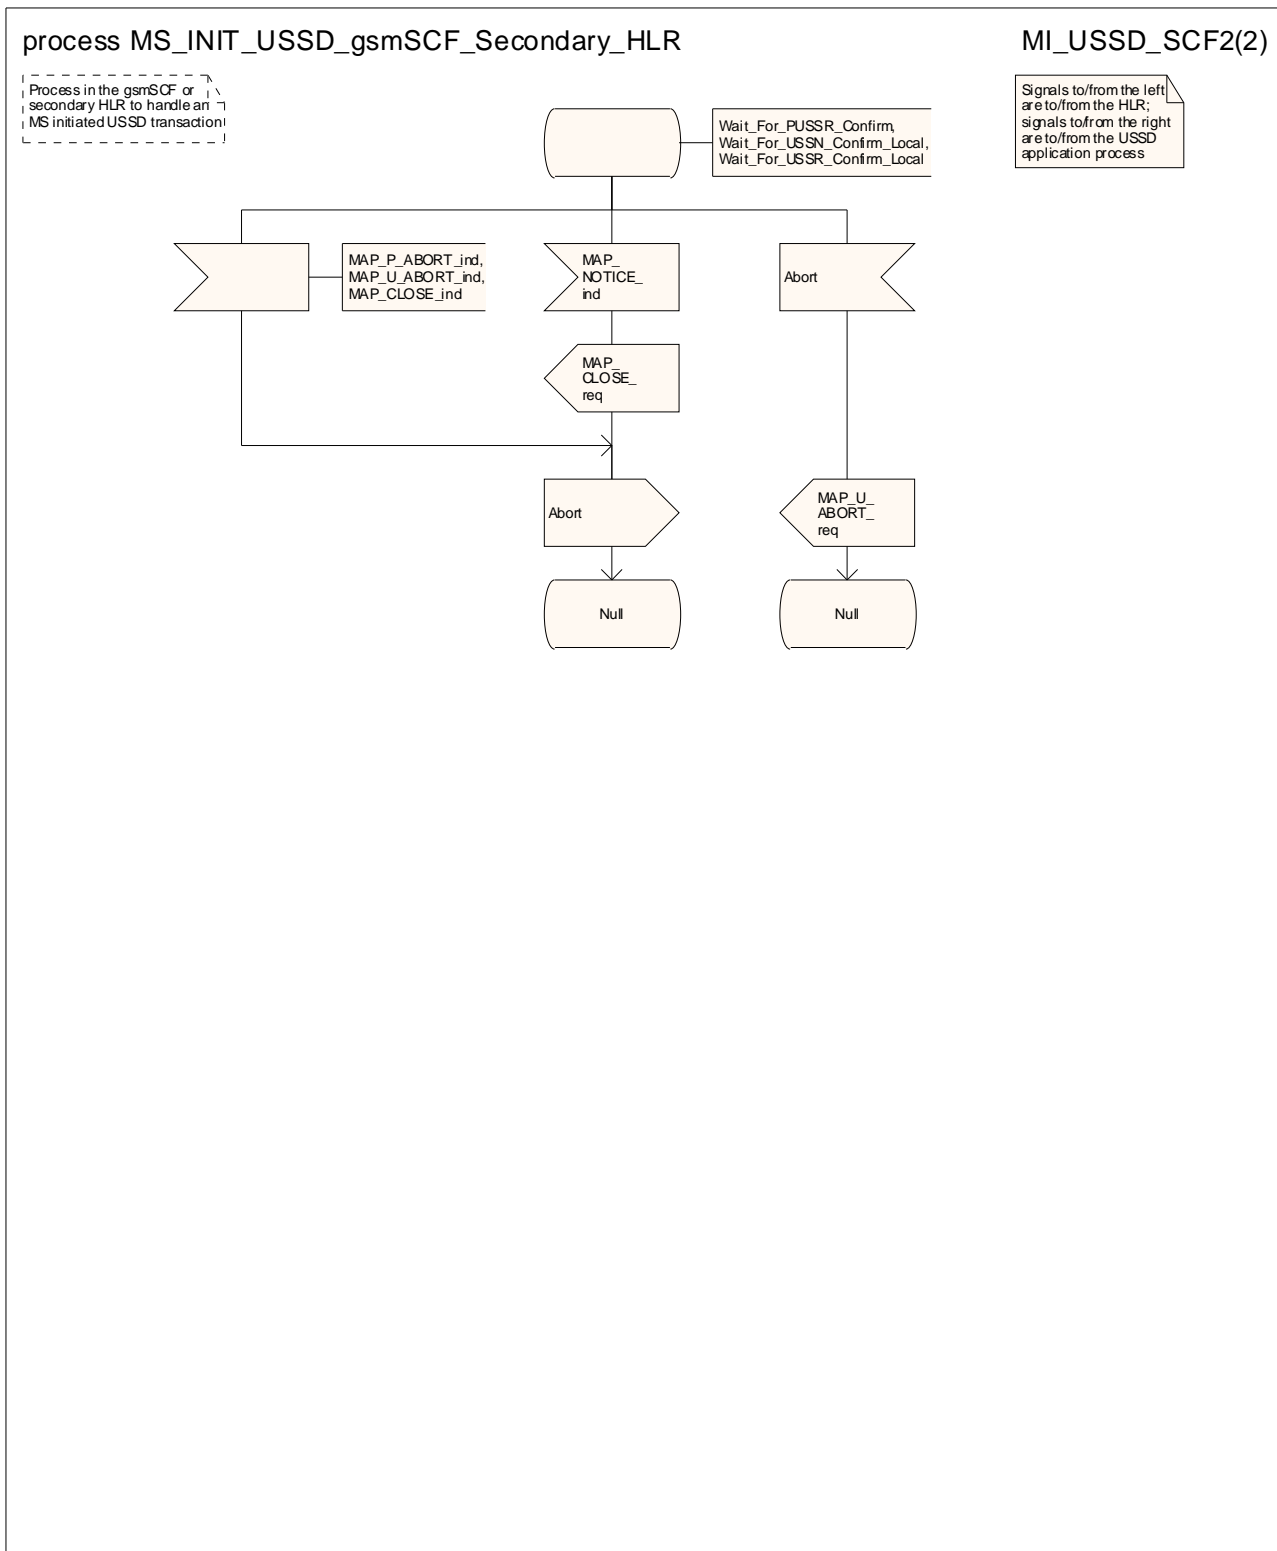 process MS_INIT_USSD_gsmSCF_Secondary_HLR
MI_USSD_SCF2(2)
Process in the gsmSCF or
secondary HLR to handle an
MS initiated USSD transaction
Signals to/from the left
are to/from the HLR;
signals to/from the right
are to/from the USSD
application process
Wait_For_PUSSR_Confirm,
Wait_For_USSN_Confirm_Local,
Wait_For_USSR_Confirm_Local
MAP_P_ABORT_ind,
MAP_U_ABORT_ind,
MAP_CLOSE_ind
MAP_
NOTICE_
ind
Abort
MAP_
CLOSE_
req
Abort
MAP_U_
ABORT_
req
Null
Null